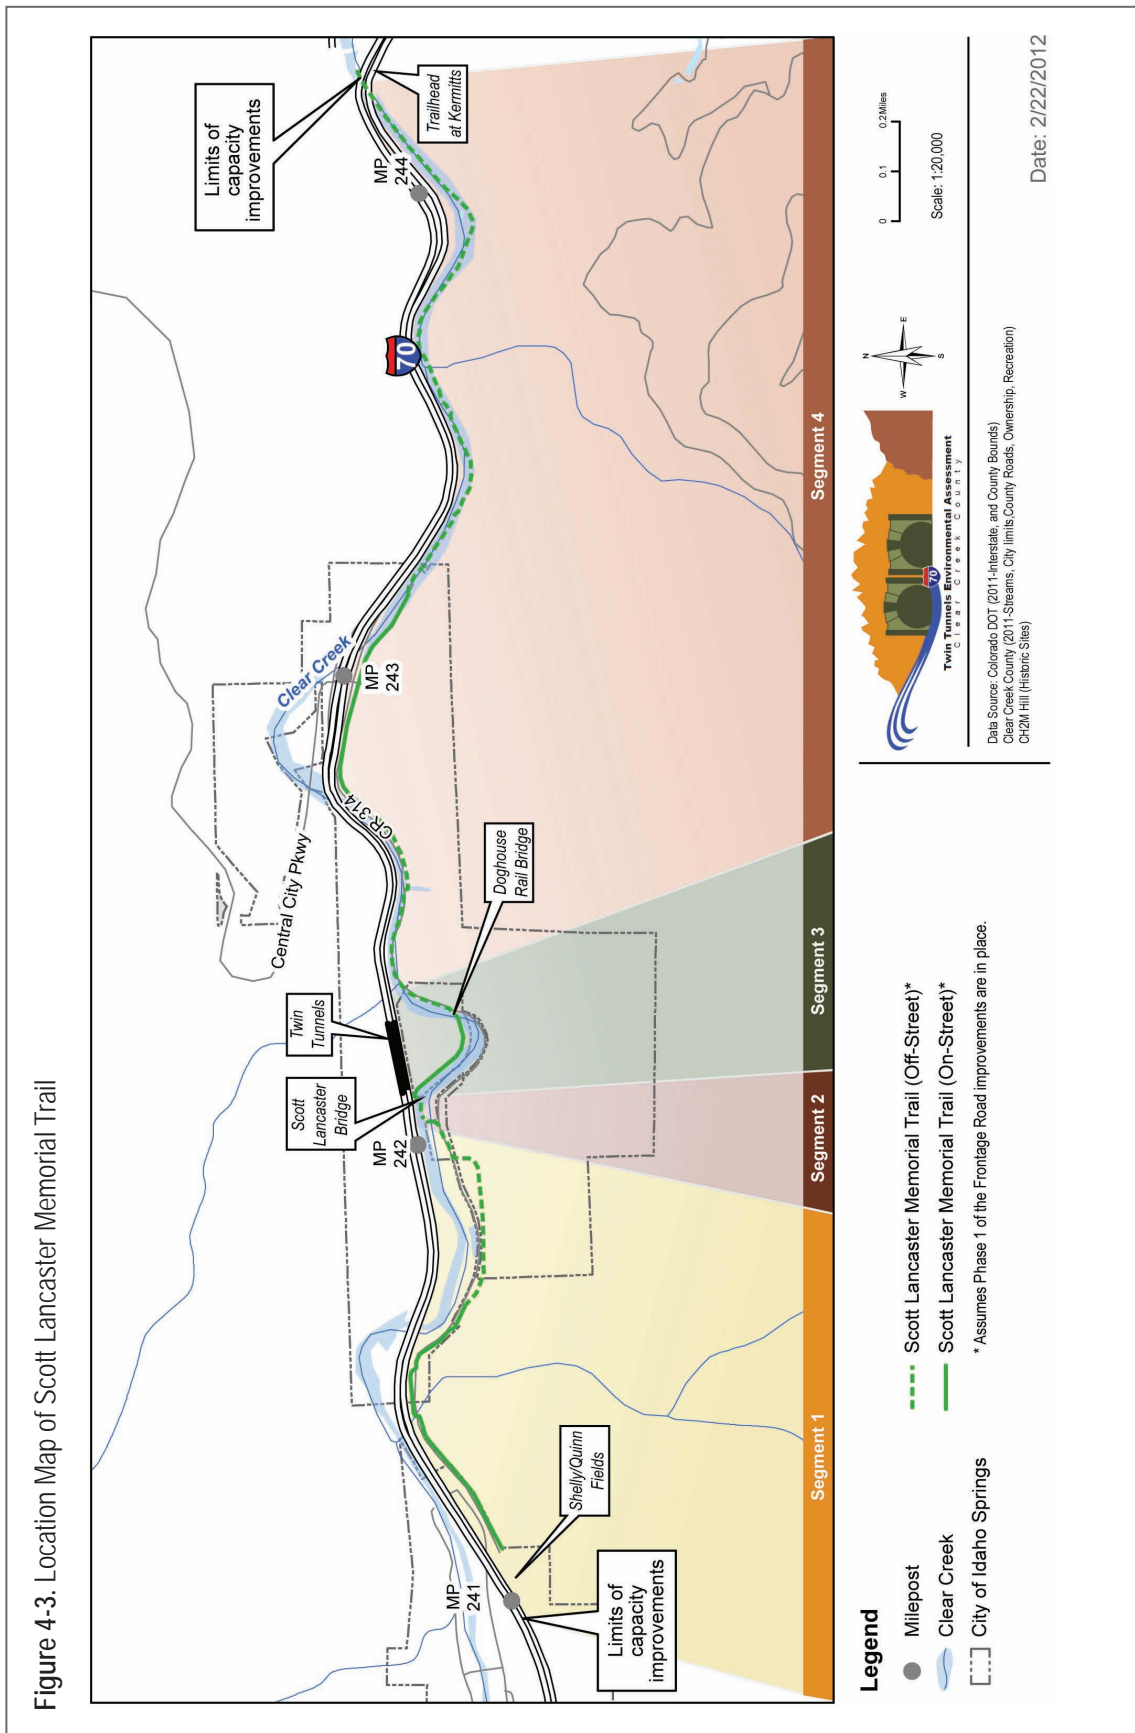 Figure 4-3. Location Map of Scott Lancaster Memorial Trail
Limits of
capacity
improvements
Trailhead
at Kermitts
MP
244
70
Clear Creek
MP
243
CR-314
Central City Pkwy
Doghouse
Rail Bridge
Twin
Tunnels
Scott
Lancaster
Bridge
MP
242
Shelly/Quinn
Fields
MP
241
Limits of
capacity
improvements
Segment 1
Segment 2
Segment 3
Segment 4
Legend
Milepost
Clear Creek
City of Idaho Springs
Scott Lancaster Memorial Trail (Off-Street)*
Scott Lancaster Memorial Trail (On-Street)*
* Assumes Phase 1 of the Frontage Road improvements are in place.
70
Twin Tunnels Environmental Assessment
Clear Creek County
N
W
E
S
0 0.1 0.2Miles
Scale: 1:20,000
Data Source: Colorado DOT (2011-Interstate, and County Bounds)
Clear Creek County (2011-Streams, City limits,County Roads, Ownership, Recreation)
CH2M Hill (Historic Sites)
Date: 2/22/2012